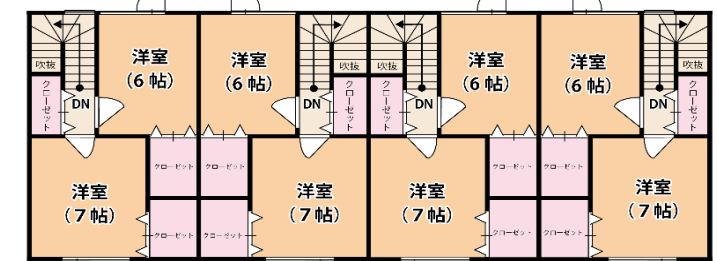 吹抜
洋室
（6 帖）
洋室
（6 帖）
吹抜
吹抜
洋室
（6 帖）
洋室
（6 帖）
吹抜
クローゼット
DN
DN
クローゼット
クローゼット
DN
DN
クローゼット
クローゼット
クローゼット
クローゼット
クローゼット
洋室
（7 帖）
洋室
（7 帖）
洋室
（7 帖）
洋室
（7 帖）
クローゼット
クローゼット
クローゼット
クローゼット